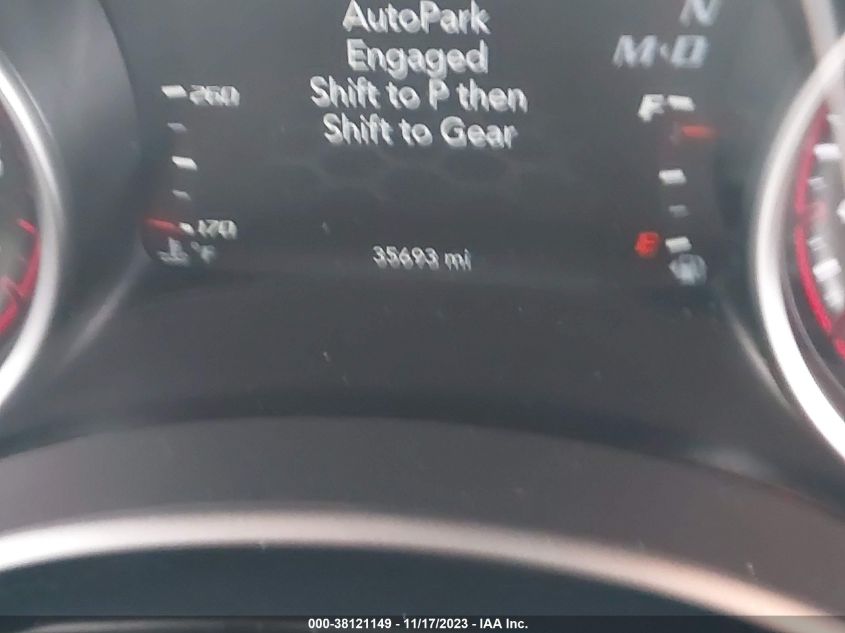 AutoPark
N
Engaged
M D
260
Shift to P then
F
Shift to Gear
170
°F
35693 mi
E
000-38121149 - 11/17/2023 - IAA Inc.